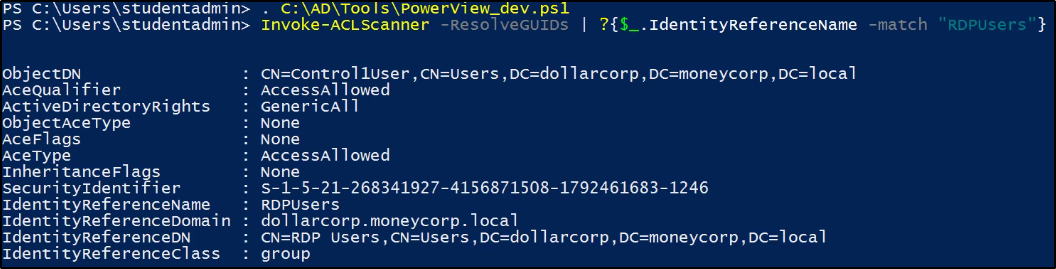 PS C:\Users\studentadmin> . C:\AD\Tools\PowerView_dev.ps1
PS C:\Users\studentadmin> Invoke-ACLScanner -ResolveGUIDs | ?{$_.IdentityReferenceName -match "RDPUsers"}
ObjectDN : CN=Control1User,CN=Users,DC=dollarcorp,DC=moneycorp,DC=local
AceQualifier : AccessAllowed
ActiveDirectoryRights : GenericAll
ObjectAceType : None
AceFlags : None
AceType : AccessAllowed
InheritanceFlags : None
SecurityIdentifier : S-1-5-21-268341927-4156871508-1792461683-1246
IdentityReferenceName : RDPUsers
IdentityReferenceDomain : dollarcorp.moneycorp.local
IdentityReferenceDN : CN=RDP Users,CN=Users,DC=dollarcorp,DC=moneycorp,DC=local
IdentityReferenceClass : group